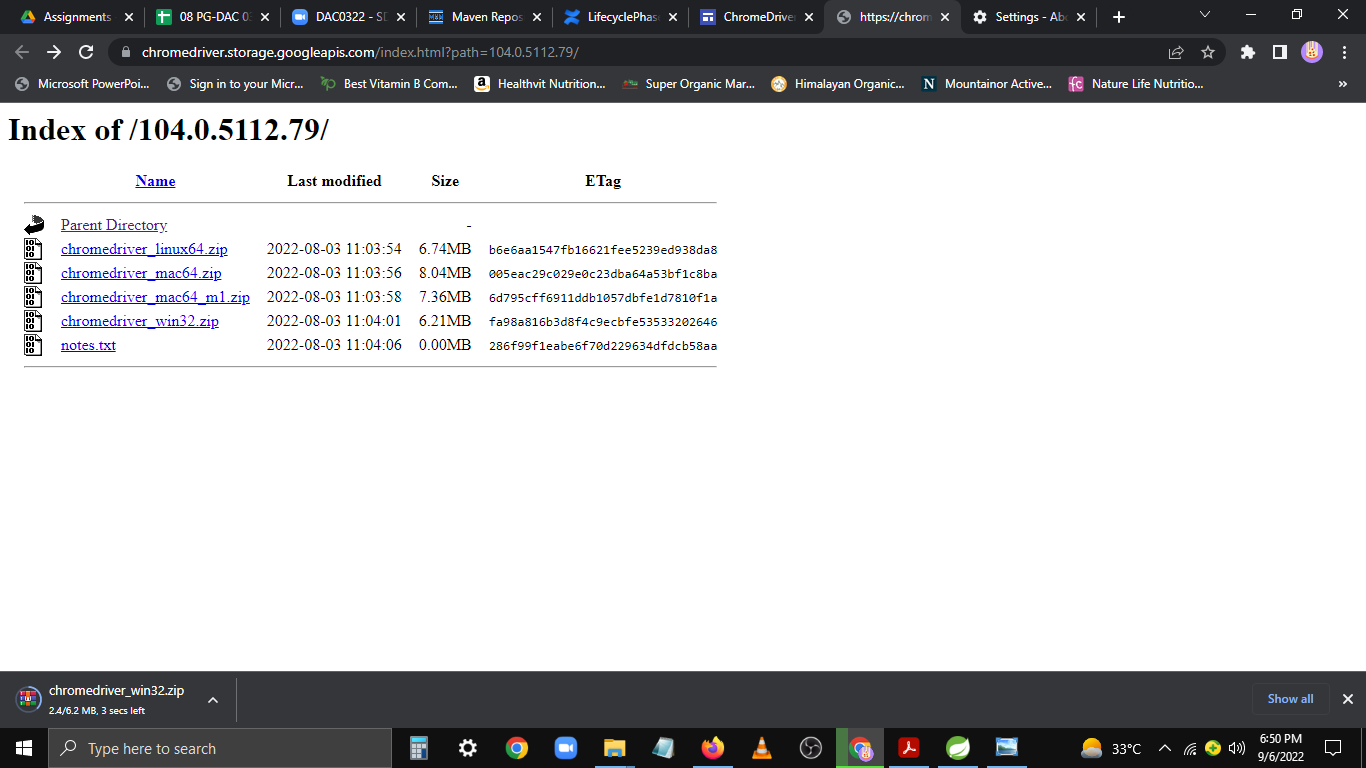 Assignments
08 PG-DAC 03
DAC0322 - SD
Maven Repos
LifecyclePhase
ChromeDriver
https://chrom
Settings - Abo
chromedriver.storage.googleapis.com/index.html?path=104.0.5112.79/
Microsoft PowerPoi...
Sign in to your Micr...
Best Vitamin B Com...
Healthvit Nutrition...
Super Organic Mar...
Himalayan Organic...
Mountainor Active...
Nature Life Nutritio...
Index of /104.0.5112.79/
Name Last modified Size ETag
Parent Directory -
chromedriver_linux64.zip 2022-08-03 11:03:54 6.74MB b6e6aa1547fb16621fee5239ed938da8
chromedriver_mac64.zip 2022-08-03 11:03:56 8.04MB 005eac29c029e0c23dba64a53bf1c8ba
chromedriver_mac64_m1.zip 2022-08-03 11:03:58 7.36MB 6d795cff6911ddb1057dbfe1d7810f1a
chromedriver_win32.zip 2022-08-03 11:04:01 6.21MB fa98a816b3d8f4c9ecbfe53533202646
notes.txt 2022-08-03 11:04:06 0.00MB 286f99f1eabe6f70d229634dfdcb58aa
chromedriver_win32.zip
2.4/6.2 MB, 3 secs left
Show all
Type here to search
33°C
6:50 PM
9/6/2022